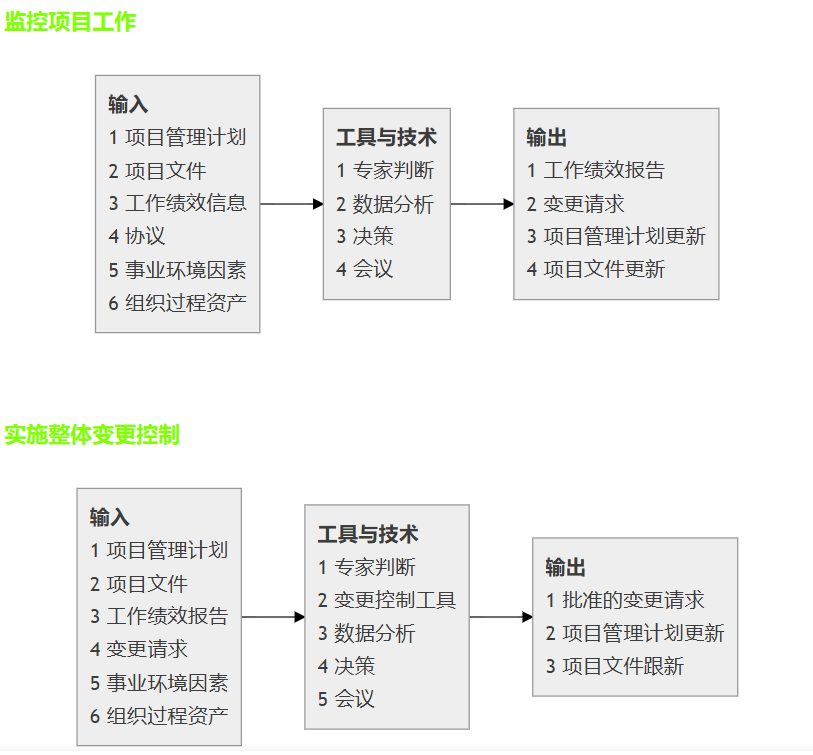 监控项目工作
输入
1 项目管理计划
2 项目文件
3 工作绩效信息
4 协议
5 事业环境因素
6 组织过程资产
工具与技术
1 专家判断
2 数据分析
3 决策
4 会议
输出
1 工作绩效报告
2 变更请求
3 项目管理计划更新
4 项目文件更新
实施整体变更控制
输入
1 项目管理计划
2 项目文件
3 工作绩效报告
4 变更请求
5 事业环境因素
6 组织过程资产
工具与技术
1 专家判断
2 变更控制工具
3 数据分析
4 决策
5 会议
输出
1 批准的变更请求
2 项目管理计划更新
3 项目文件跟新